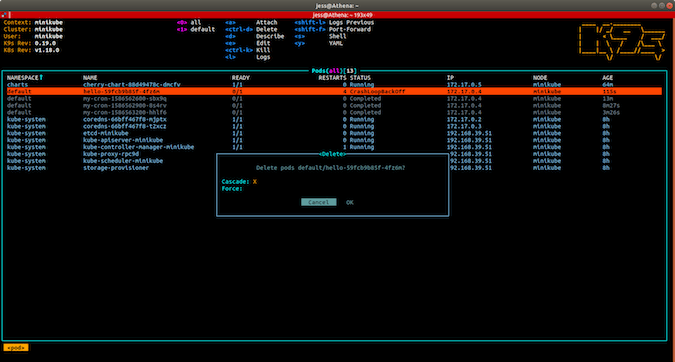 jess@Athena: ~
jess@Athena: ~ 193x49
Context: minikube <0> all <a> Attach <shift-l> Logs Previous
Cluster: minikube <1> default <ctrl-d> Delete <shift-f> Port-Forward
User: minikube <d> Describe <s> Shell
K9s Rev: 0.19.0 <e> Edit <y> YAML
K8s Rev: v1.18.0 <ctrl-k> Kill
<l> Logs
Pods(all)[13]
NAMESPACE↑ NAME READY RESTARTS STATUS IP NODE AGE
charts cherry-chart-88d49478c-dmcfv 1/1 0 Running 172.17.0.5 minikube 64m
default hello-59fcb9b85f-4fz6m 0/1 4 CrashLoopBackOff 172.17.0.4 minikube 115s
default my-cron-1586562600-sbx9q 0/1 0 Completed 172.17.0.4 minikube 13m
default my-cron-1586562900-8s4rv 0/1 0 Completed 172.17.0.4 minikube 8m27s
default my-cron-1586563200-hhlf6 0/1 0 Completed 172.17.0.4 minikube 3m26s
kube-system coredns-66bff467f8-mjptx 1/1 0 Running 172.17.0.2 minikube 8h
kube-system coredns-66bff467f8-t2xcz 1/1 0 Running 172.17.0.3 minikube 8h
kube-system etcd-minikube 1/1 0 Running 192.168.39.51 minikube 8h
kube-system kube-apiserver-minikube 1/1 0 Running 192.168.39.51 minikube 8h
kube-system kube-controller-manager-minikube 1/1 1 Running 192.168.39.51 minikube 8h
kube-system kube-proxy-rpc9d 92.168.39.51 minikube 8h
kube-system kube-scheduler-minikube 92.168.39.51 minikube 8h
kube-system storage-provisioner 92.168.39.51 minikube 8h
<Delete>
Delete pods default/hello-59fcb9b85f-4fz6m?
Cascade: X
Force:
Cancel OK
<pod>